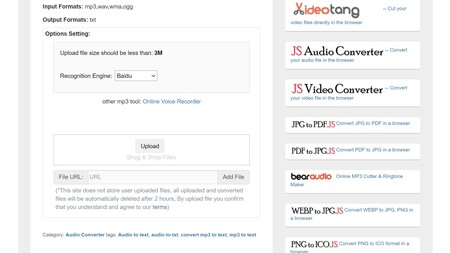 Input Formats: mp3,wav,wma,ogg
Output Formats: txt
Options Setting:
Upload file size should be less than: 3M
Recognition Engine: Baidu
other mp3 tool: Online Voice Recorder
Upload
Drag & Drop Files
File URL: URL Add File
(*This site does not store user uploaded files, all uploaded and converted
files will be automatically deleted after 2 hours, By upload file you confirm
that you understand and agree to our terms)
Category: Audio Converter tags: Audio to text, audio to txt, convert mp3 to text, mp3 to text
ideotang -- Cut your
video files directly in the browser
JS Audio Converter -- Convert
your audio file in the browser
JS Video Converter -- Convert
your video file in the browser
JPG to PDF.JS Convert JPG to PDF in a browser
PDF to JPG.JS Convert PDF to JPG in a browser
bearaudio Online MP3 Cutter & Ringtone
Maker
WEBP to JPG.JS Convert WEBP to JPG, PNG in
a browser
PNG to ICO.JS Convert PNG to ICO format in a
browser